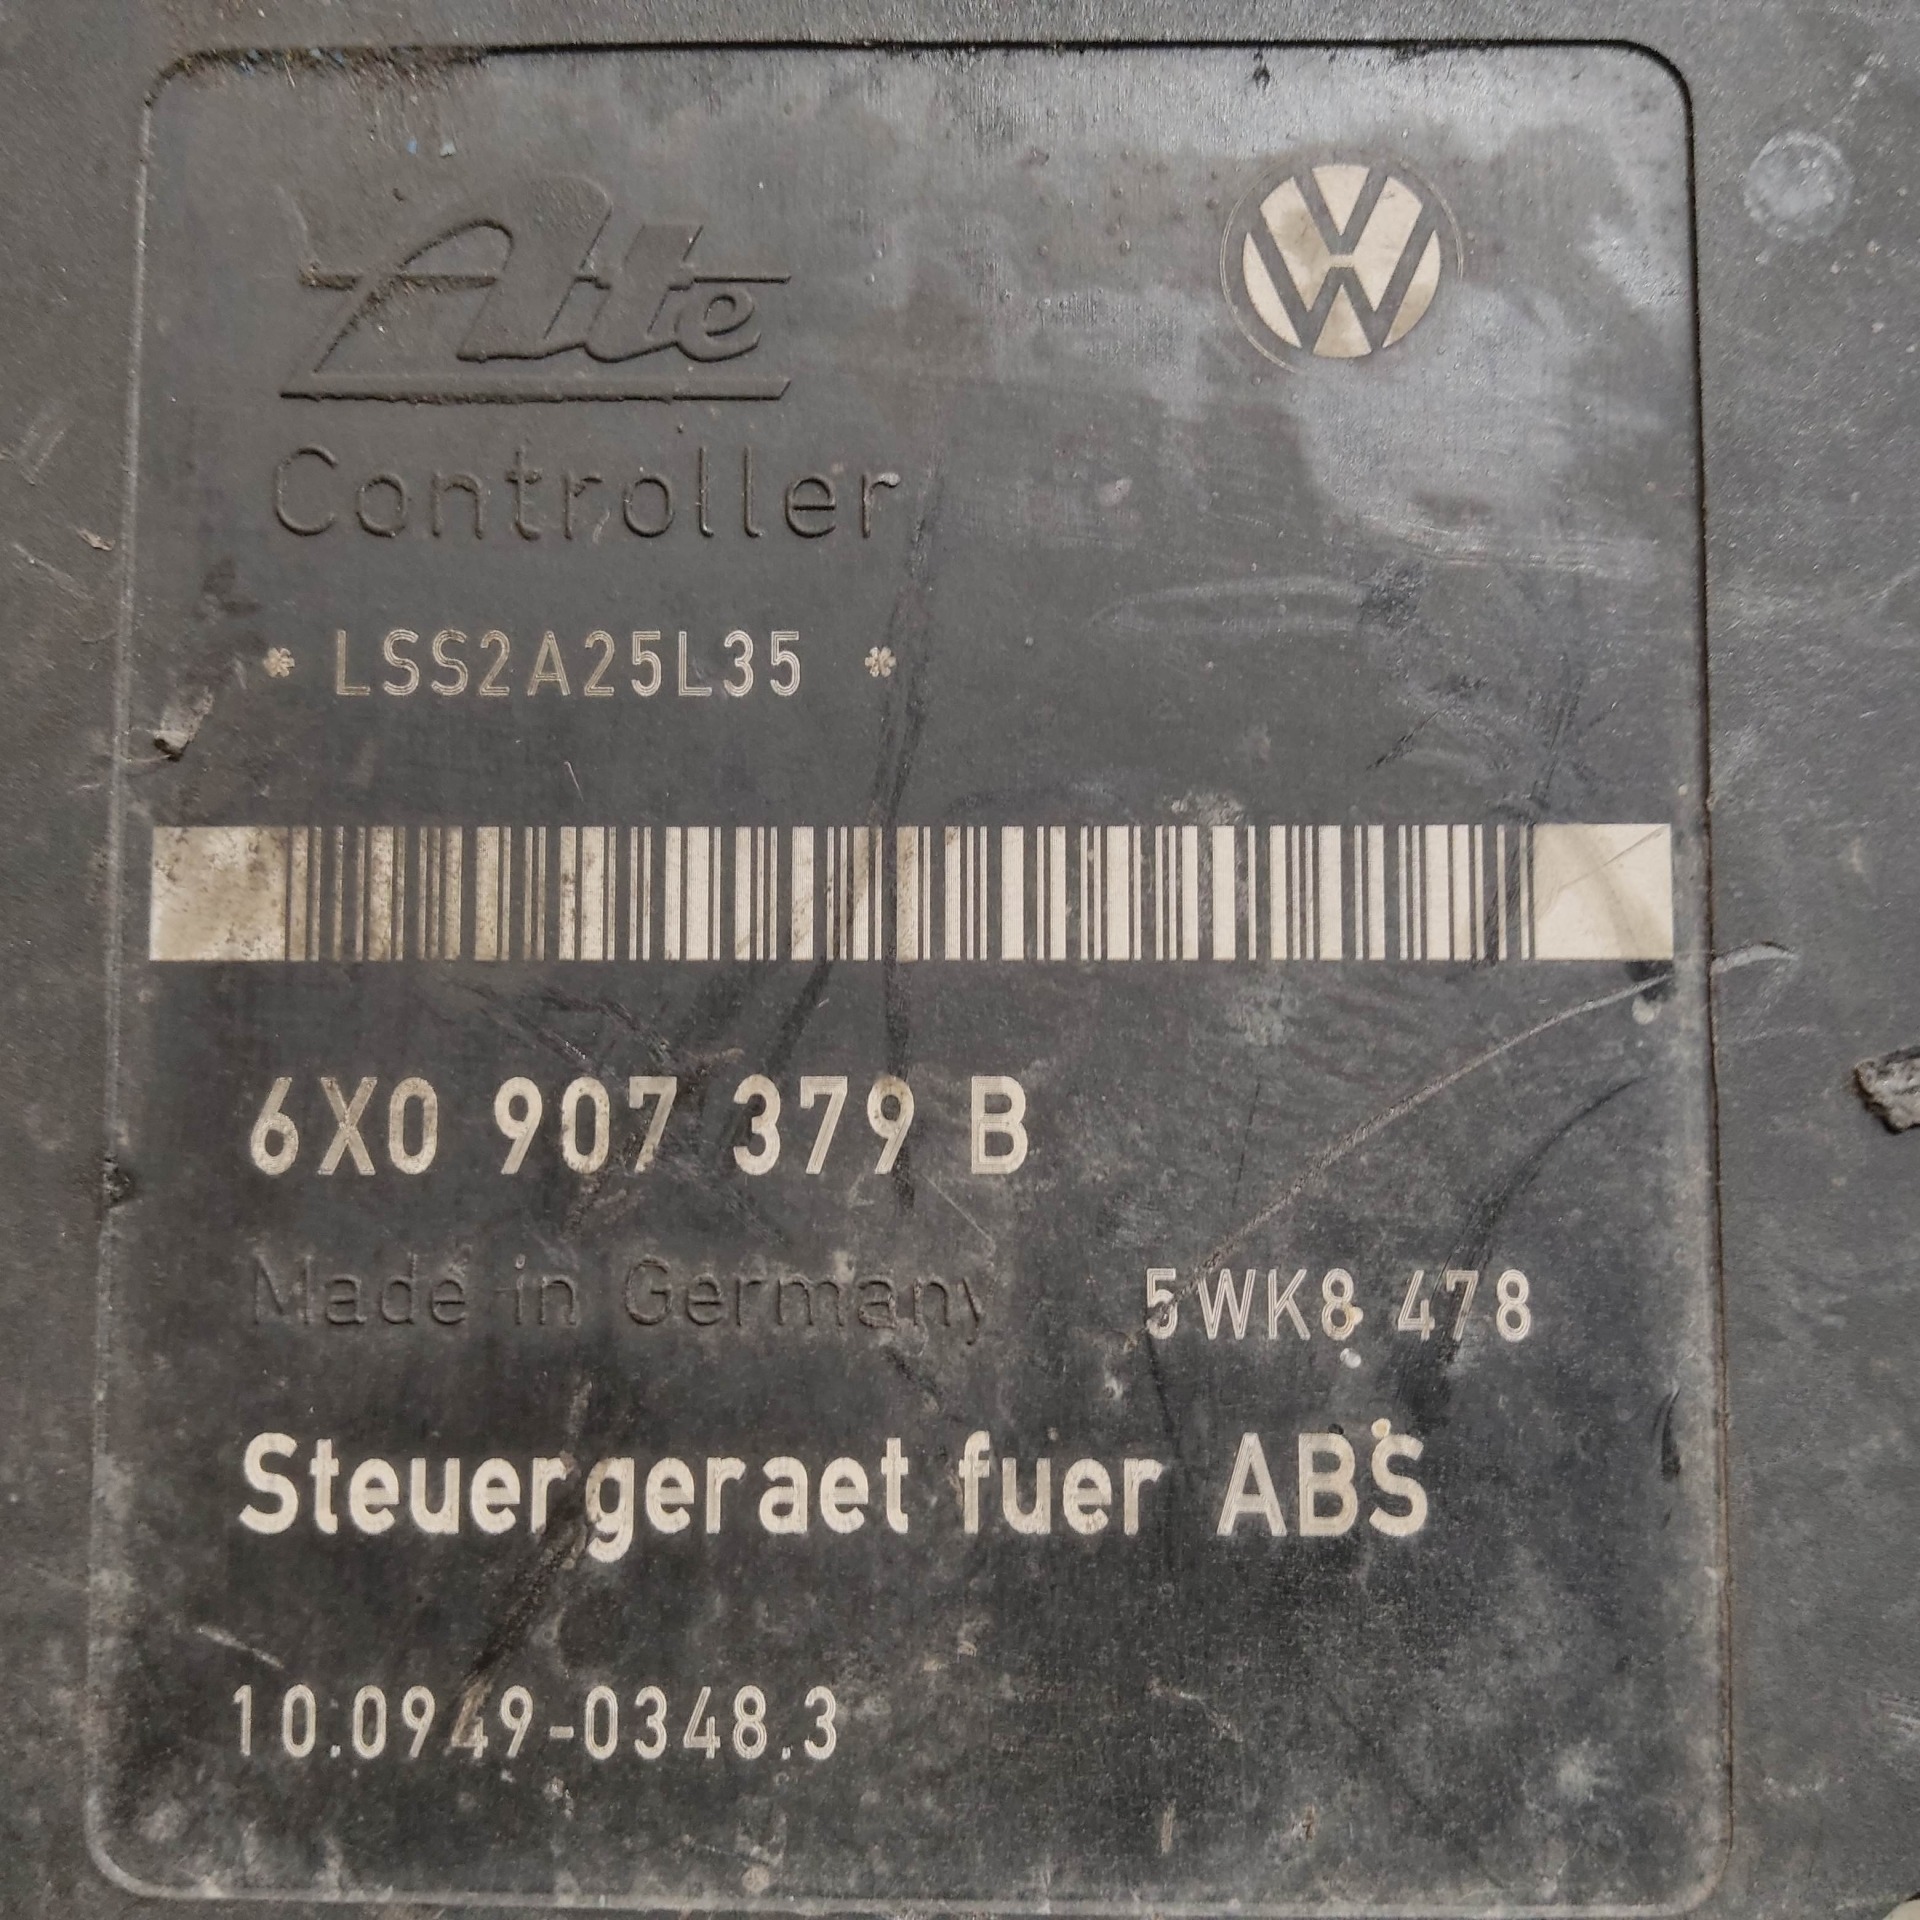 Ate
Controller
* LSS2A25L35 *
6X0 907 379 B
Made in Germany 5WK8 478
Steuergeraet fuer ABS
10.0949-0348.3